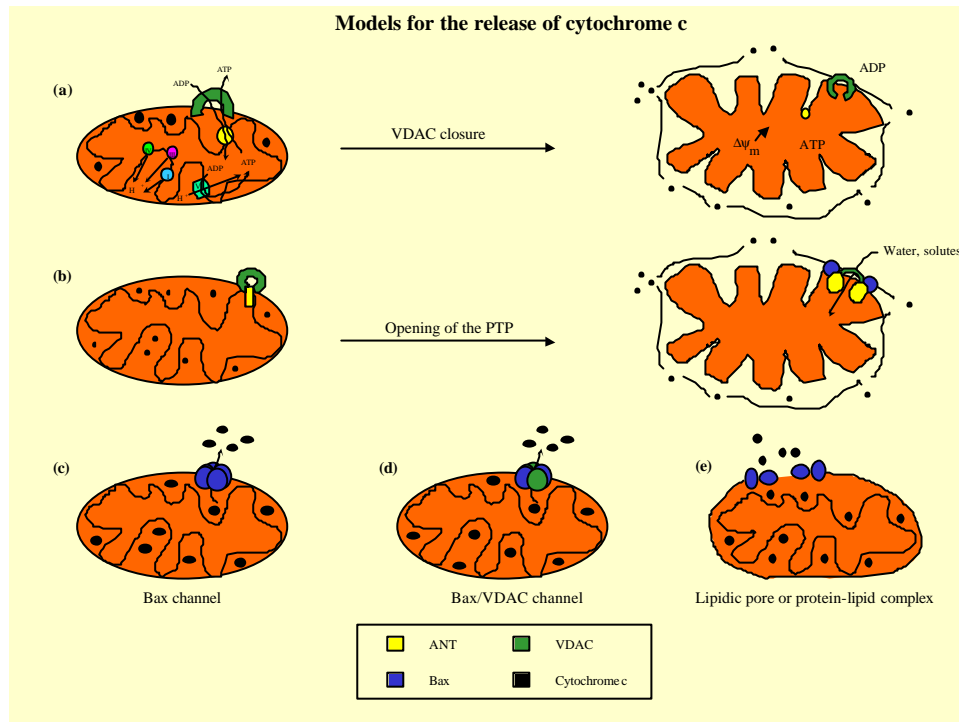 Models for the release of cytochrome c
(a)
ADP
ATP
ADP
ATP
H
H
VDAC closure
ADP
Δψm
ATP
(b)
Opening of the PTP
Water, solutes
(c)
Bax channel
(d)
Bax/VDAC channel
(e)
Lipidic pore or protein-lipid complex
ANT
VDAC
Bax
Cytochrome c